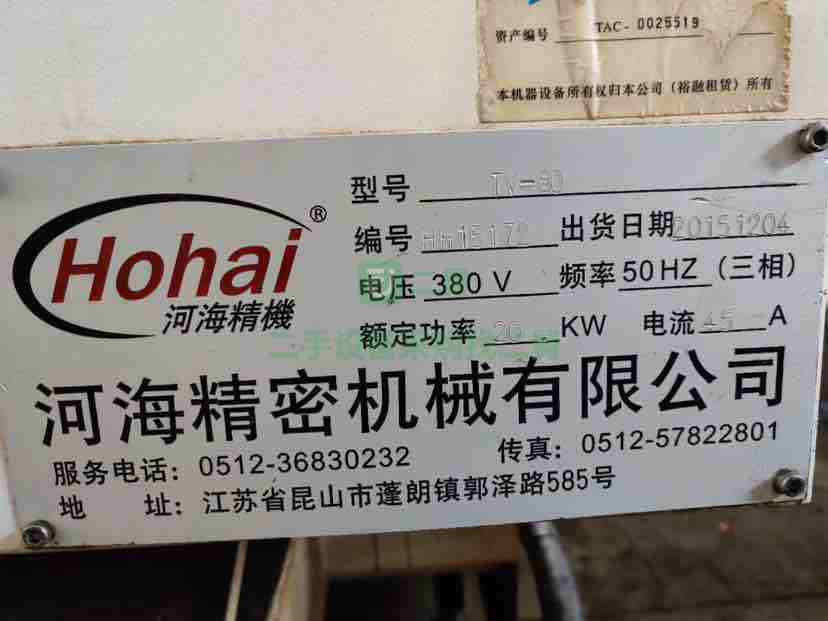 资产编号 TAC-0025519
本机器设备所有权归本公司（裕融租赁）所有
Hohai®
河海精機
型号
编号 出货日期 20151204
电压 380 V 频率 50 HZ (三相)
额定功率 20 KW 电流 45 A
河海精密机械有限公司
服务电话: 0512-36830232 传真: 0512-57822801
地 址: 江苏省昆山市蓬朗镇郭泽路585号